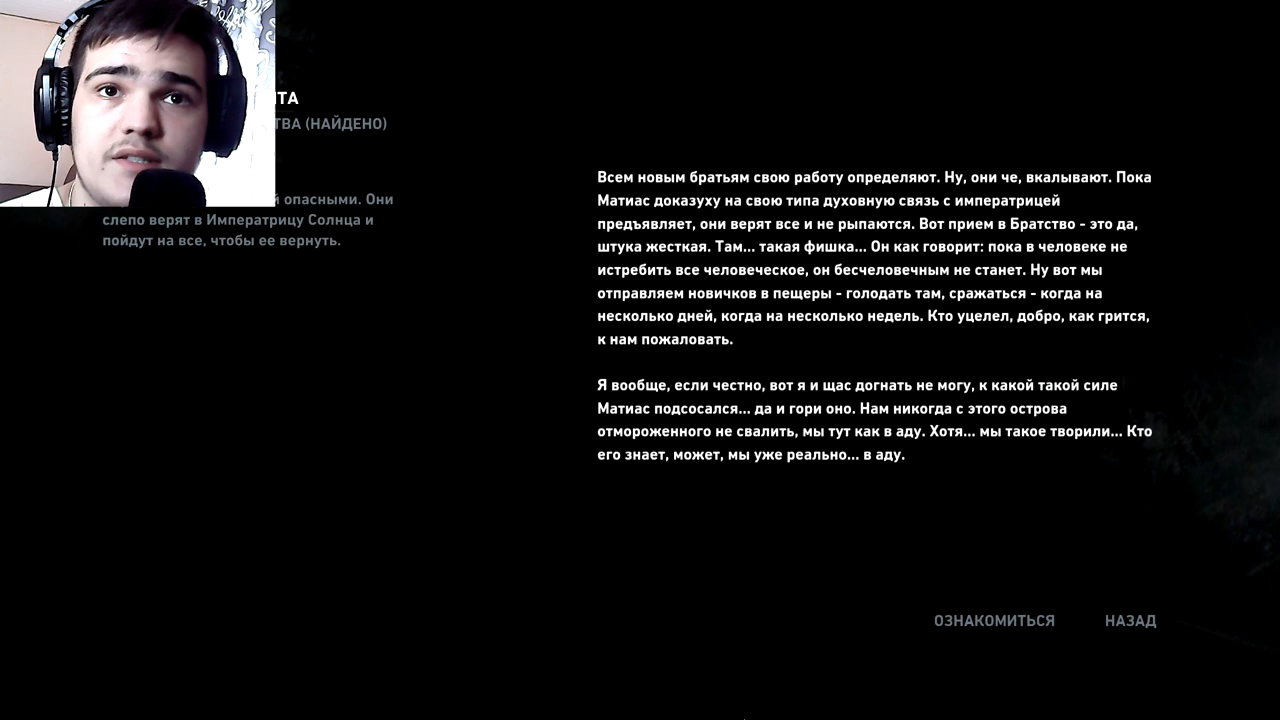 ТВА (НАЙДЕНО)
опасными. Они
слепо верят в Императрицу Солнца и
пойдут на все, чтобы ее вернуть.
Всем новым братьям свою работу определяют. Ну, они че, вкалывают. Пока
Матиас доказуху на свою типа духовную связь с императрицей
предъявляет, они верят все и не рыпаются. Вот прием в Братство - это да,
штука жесткая. Там... такая фишка... Он как говорит: пока в человеке не
истребить все человеческое, он бесчеловечным не станет. Ну вот мы
отправляем новичков в пещеры - голодать там, сражаться - когда на
несколько дней, когда на несколько недель. Кто уцелел, добро, как грится,
к нам пожаловать.
Я вообще, если честно, вот я и щас догнать не могу, к какой такой силе
Матиас подсосался... да и гори оно. Нам никогда с этого острова
отмороженного не свалить, мы тут как в аду. Хотя... мы такое творили... Кто
его знает, может, мы уже реально... в аду.
ОЗНАКОМИТЬСЯ НАЗАД